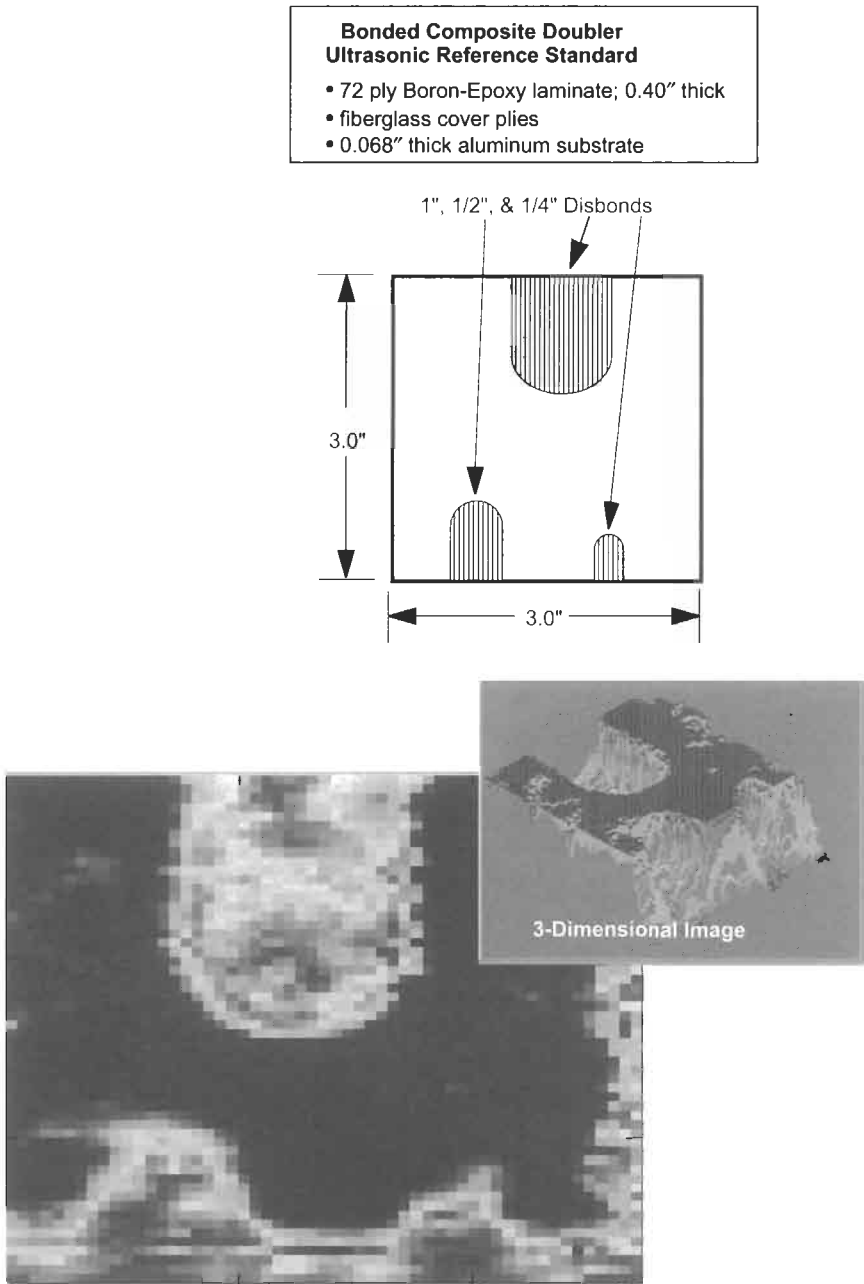 Bonded Composite Doubler
Ultrasonic Reference Standard
• 72 ply Boron-Epoxy laminate; 0.40″ thick
• fiberglass cover plies
• 0.068″ thick aluminum substrate
1", 1/2", & 1/4" Disbonds
3.0"
3.0"
3-Dimensional Image